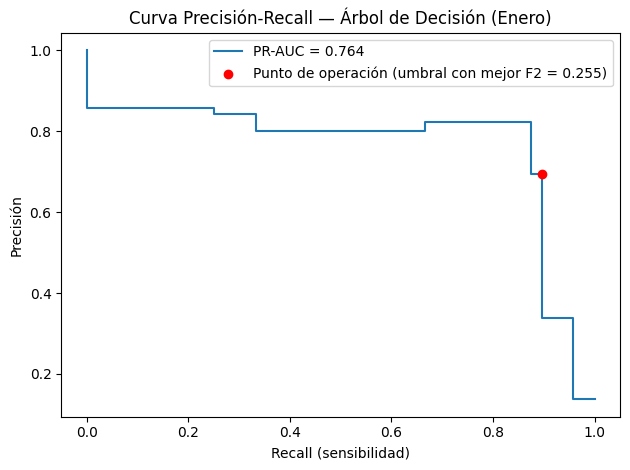 Curva Precisión-Recall — Árbol de Decisión (Enero)
PR-AUC = 0.764
Punto de operación (umbral con mejor F2 = 0.255)
Precisión
1.0
0.8
0.6
0.4
0.2
0.0 0.2 0.4 0.6 0.8 1.0
Recall (sensibilidad)